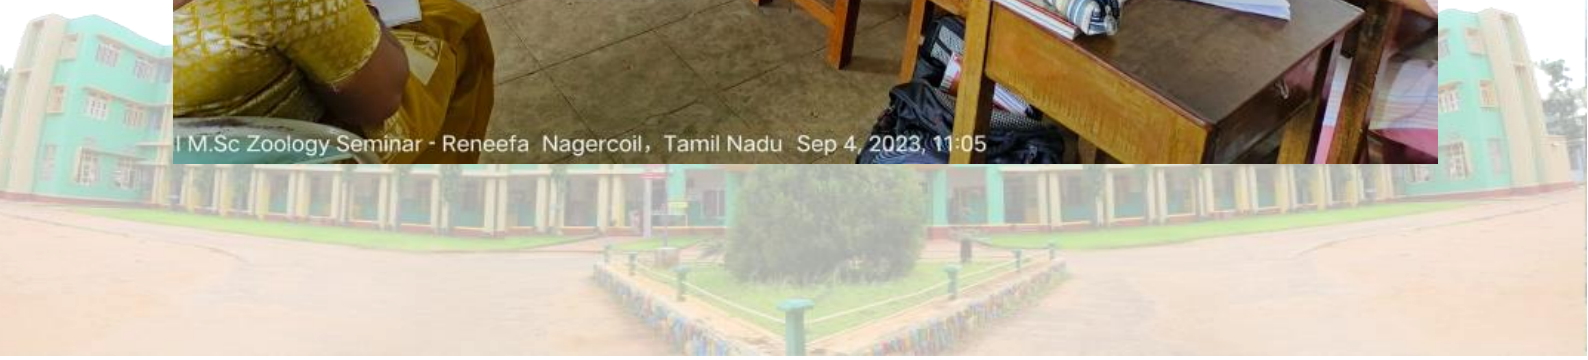 I M.Sc Zoology Seminar - Reneefa Nagercoil, Tamil Nadu Sep 4, 2023, 11:05